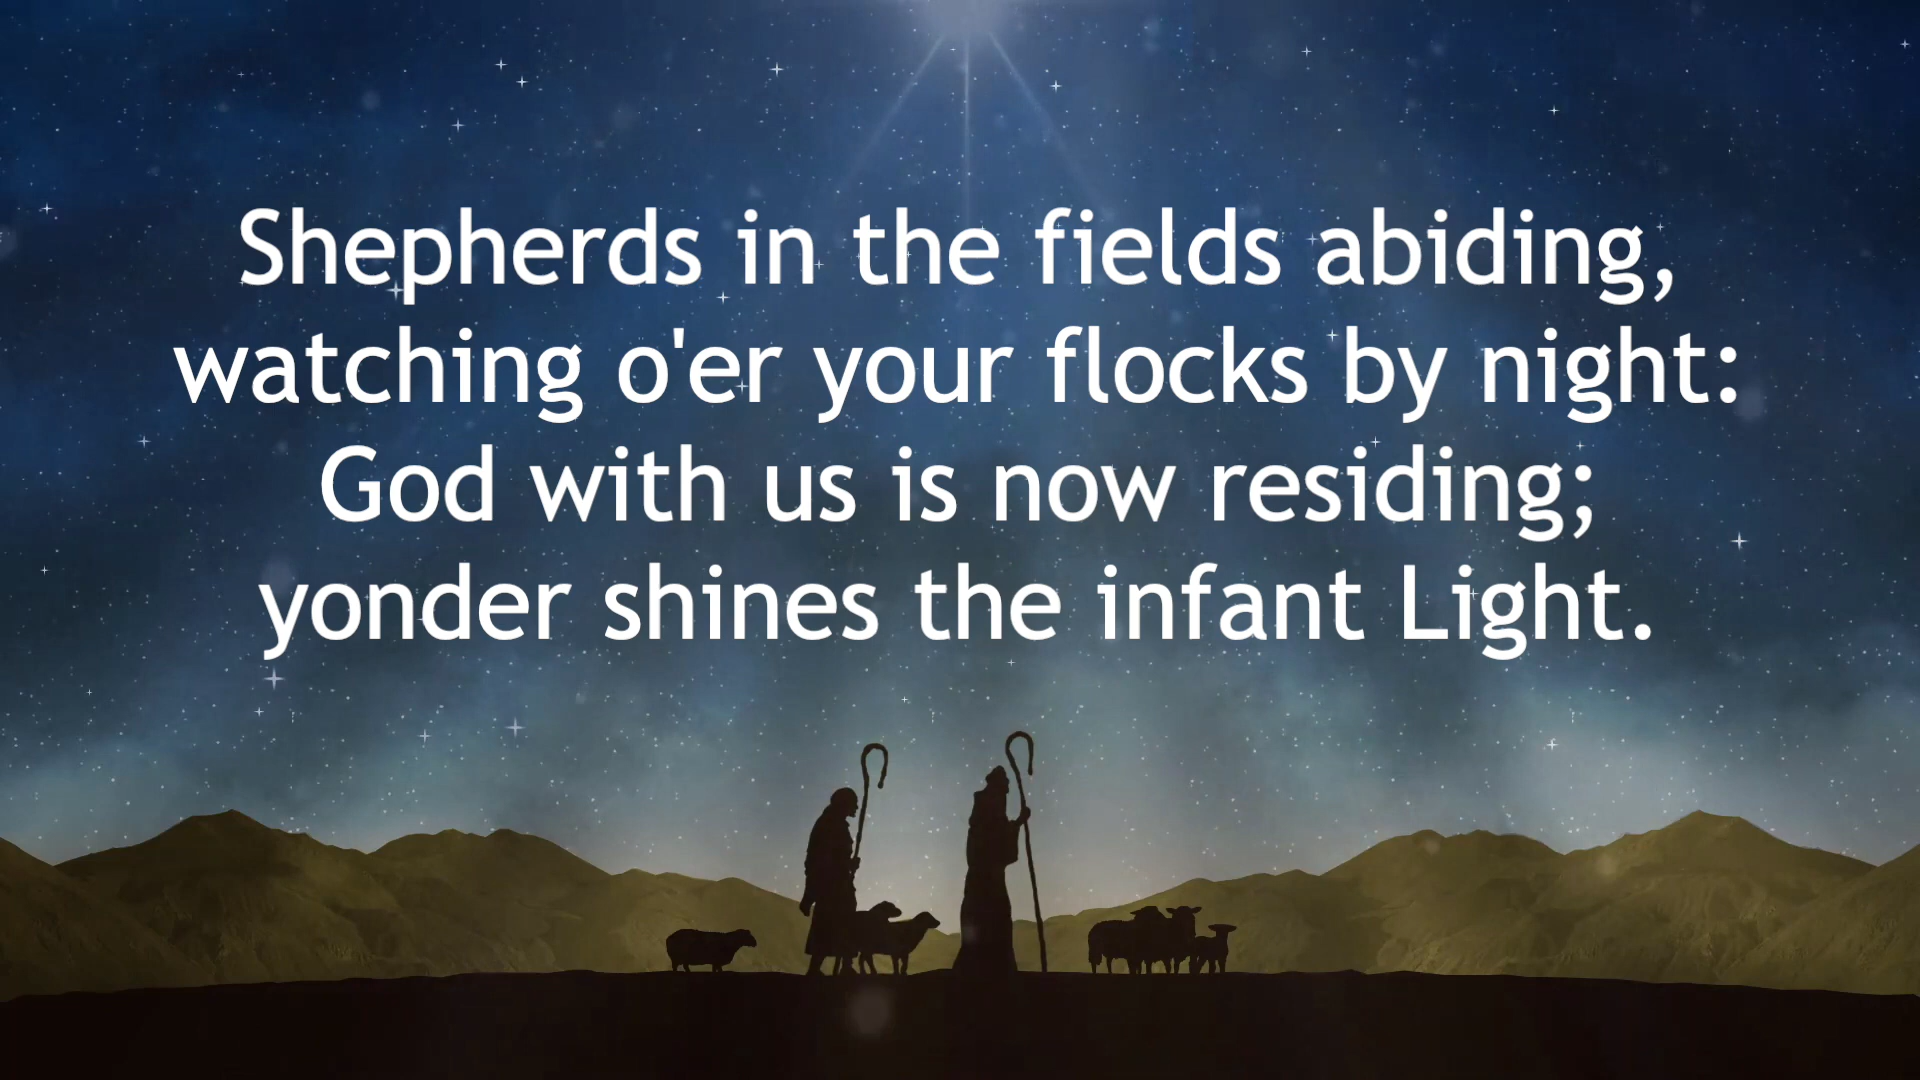 Shepherds in the fields abiding,
watching o'er your flocks by night:
God with us is now residing;
yonder shines the infant Light.